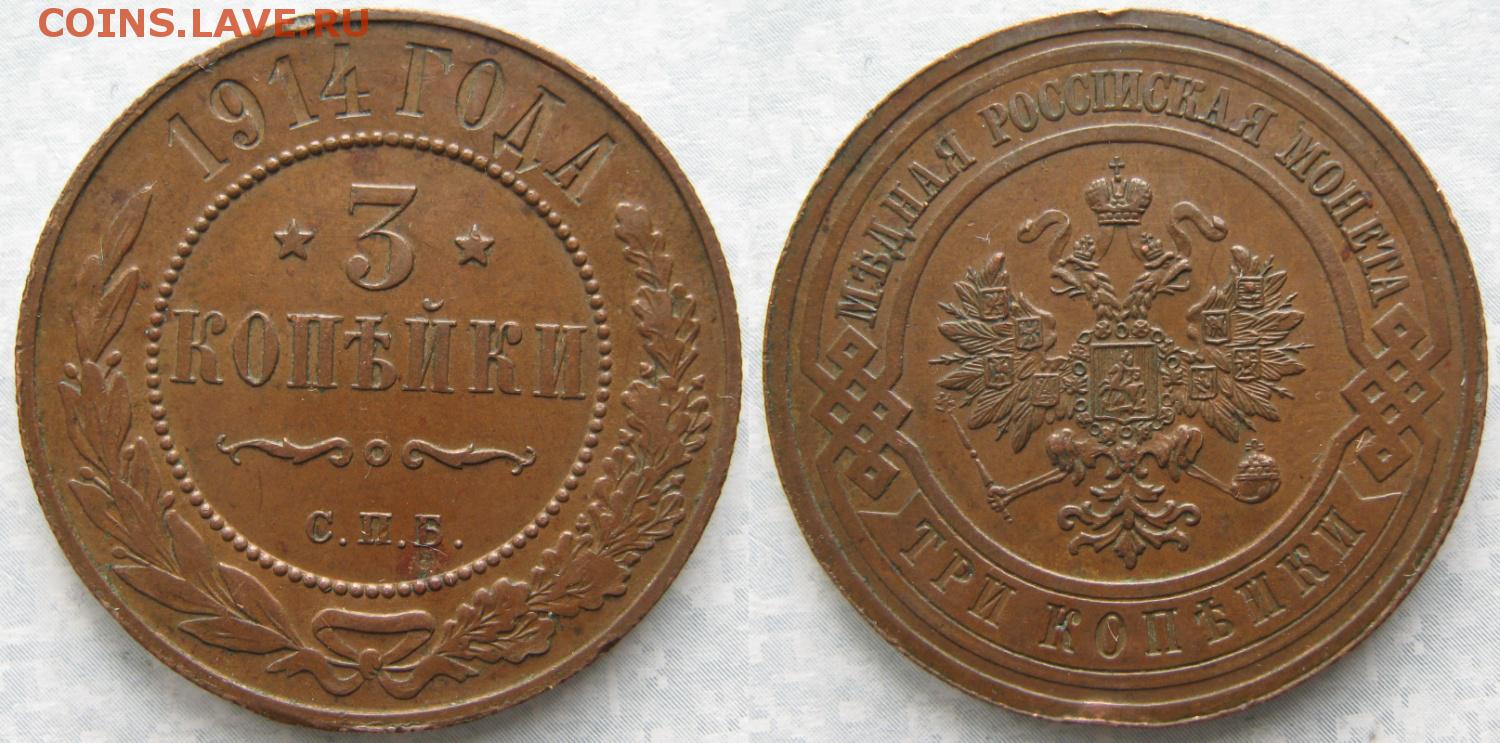 COINS.LAVE.RU
1914 ГОДА
3
КОПѢЙКИ
С.П.Б.
МѢДНАЯ РОССІЙСКАЯ МОНЕТА
ТРИ КОПѢЙКИ